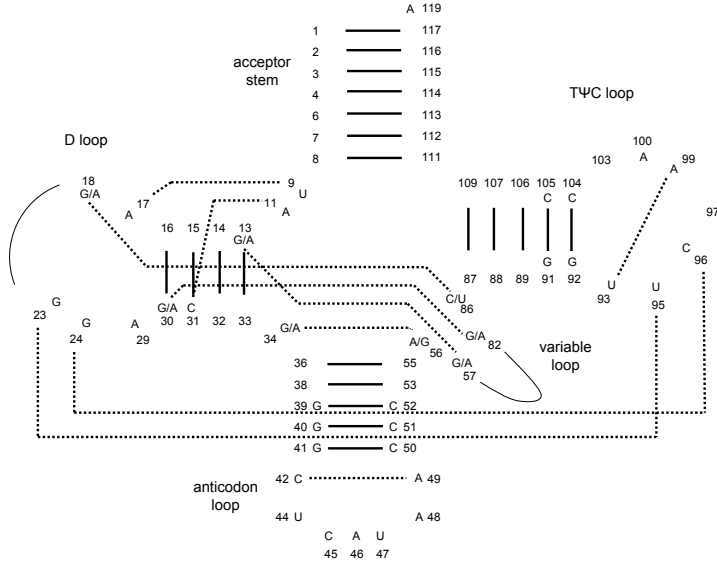 A 119
1 117
2 116
acceptor
stem
3 115
4 114
TΨC loop
6 113
7 112
D loop
100
A
103
A 99
8 111
18
G/A
9
U
109 107 106 105 104
C C
A 17
11 A
97
16 15 14 13
G/A
C
96
87 88 89 G G
91 92
U
93
U
95
G/A C
30 31 32 33
C/U
86
G
23
G
24
A
29
G/A
34
A/G
56
G/A
82
G/A
57
variable
loop
36 55
38 53
39 G C 52
40 G C 51
41 G C 50
42 C A 49
anticodon
loop
44 U A 48
C A U
45 46 47